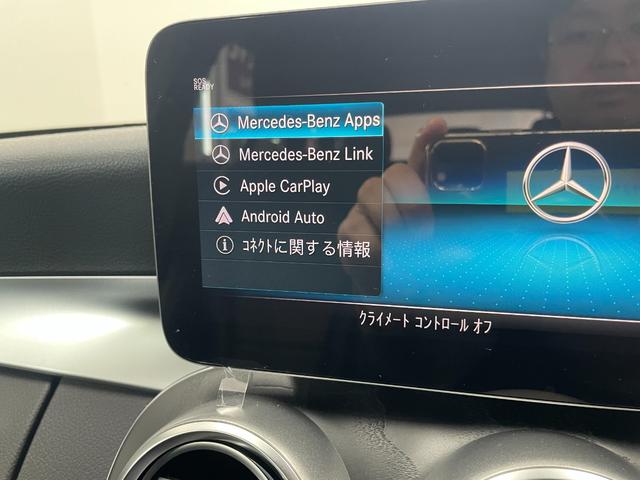 SOS
READY
Mercedes-Benz Apps
Mercedes-Benz Link
Apple CarPlay
Android Auto
ｺﾈｸﾄに関する情報
クライメート コントロール オフ